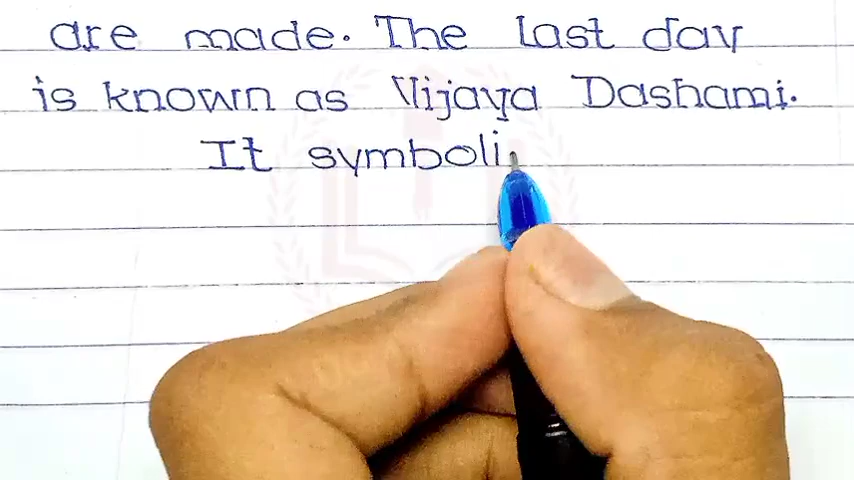 are made. The last day
is known as Vijaya Dashami.
It symboli